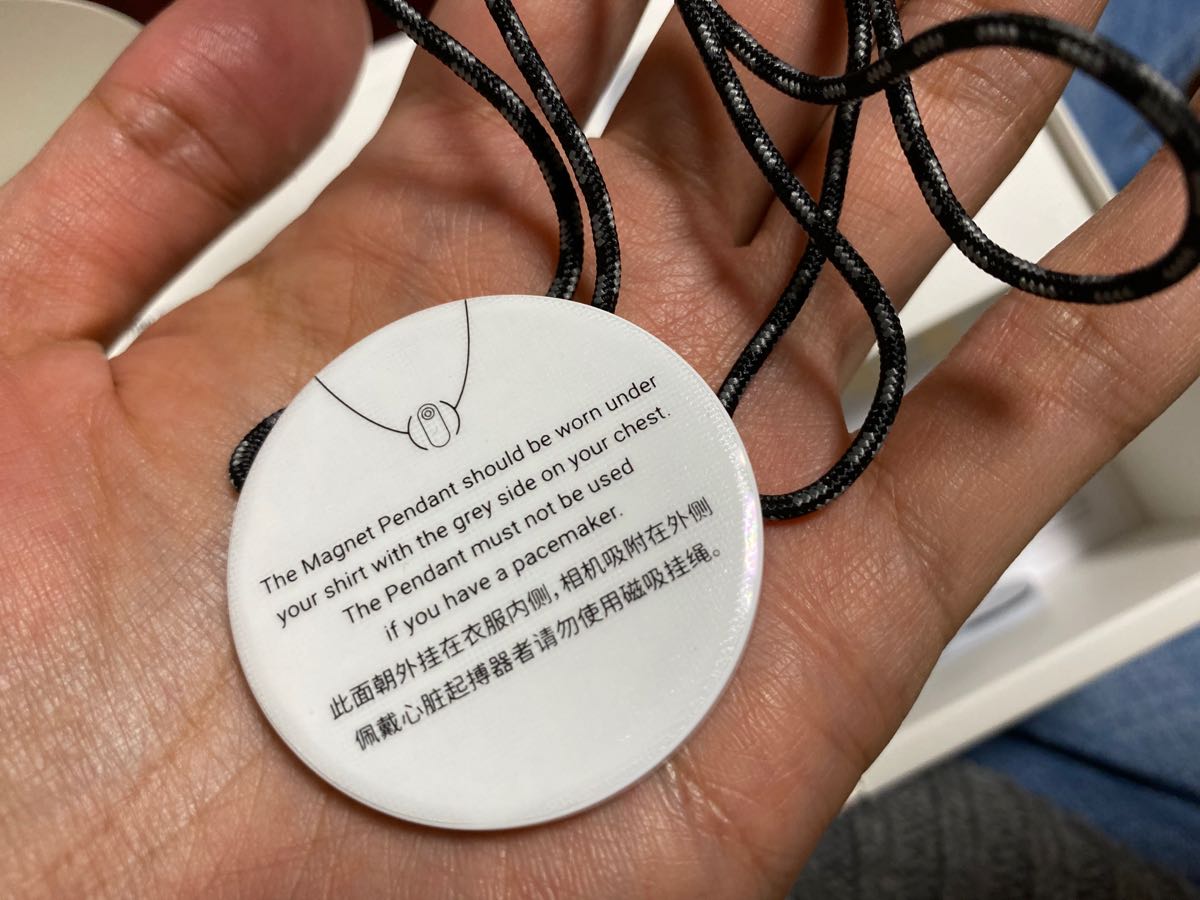 The Magnet Pendant should be worn under
your shirt with the grey side on your chest.
The Pendant must not be used
if you have a pacemaker.
此面朝外挂在衣服内侧，相机吸附在外侧
佩戴心脏起搏器者请勿使用磁吸挂绳。